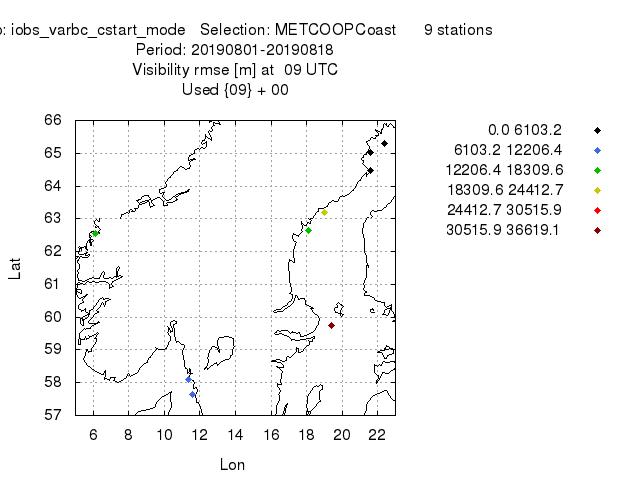 : iobs_varbc_cstart_mode Selection: METCOOPCoast 9 stations
Period: 20190801-20190818
Visibility rmse [m] at 09 UTC
Used {09} + 00
0.0 6103.2
6103.2 12206.4
12206.4 18309.6
18309.6 24412.7
24412.7 30515.9
30515.9 36619.1
66
65
64
63
62
61
60
59
58
57
Lat
6 8 10 12 14 16 18 20 22
Lon